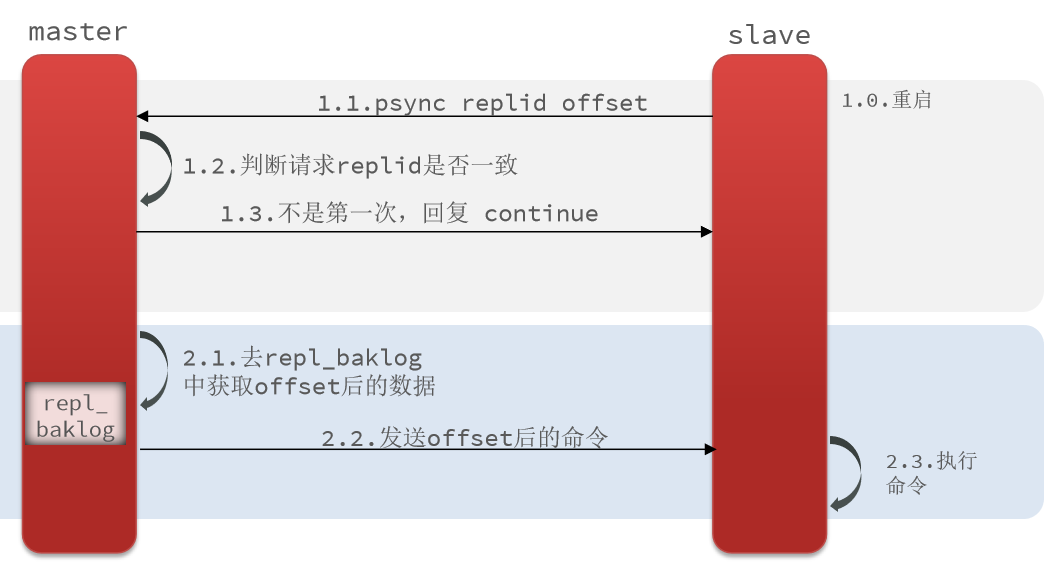 master
slave
1.0.重启
1.1.psync replid offset
1.2.判断请求replid是否一致
1.3.不是第一次，回复 continue
2.1.去repl_baklog
中获取offset后的数据
repl_
baklog
2.2.发送offset后的命令
2.3.执行
命令